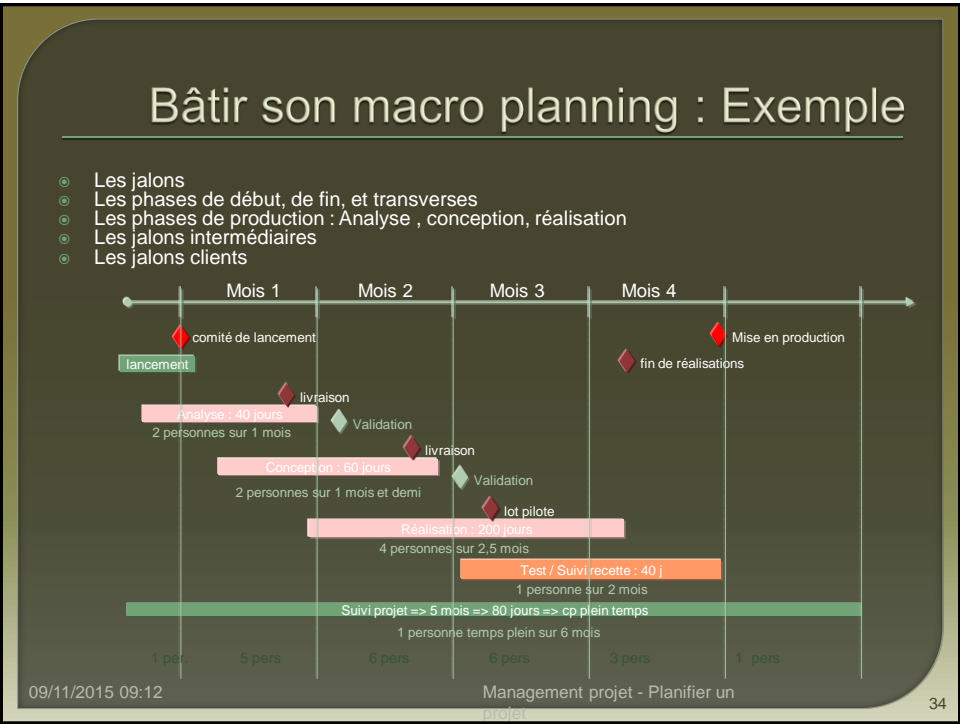 Bâtir son macro planning : Exemple
Les jalons
Les phases de début, de fin, et transverses
Les phases de production : Analyse , conception, réalisation
Les jalons intermédiaires
Les jalons clients
Mois 1 Mois 2 Mois 3 Mois 4
comité de lancement
Mise en production
lancement
fin de réalisations
livraison
Analyse : 40 jours
Validation
2 personnes sur 1 mois
livraison
Conception : 60 jours
Validation
2 personnes sur 1 mois et demi
lot pilote
Réalisation : 200 jours
4 personnes sur 2,5 mois
Test / Suivi recette : 40 j
1 personne sur 2 mois
Suivi projet => 5 mois => 80 jours => cp plein temps
1 personne temps plein sur 6 mois
1 per. 5 pers 6 pers 6 pers 3 pers 1 pers
09/11/2015 09:12
Management projet - Planifier un
projet
34